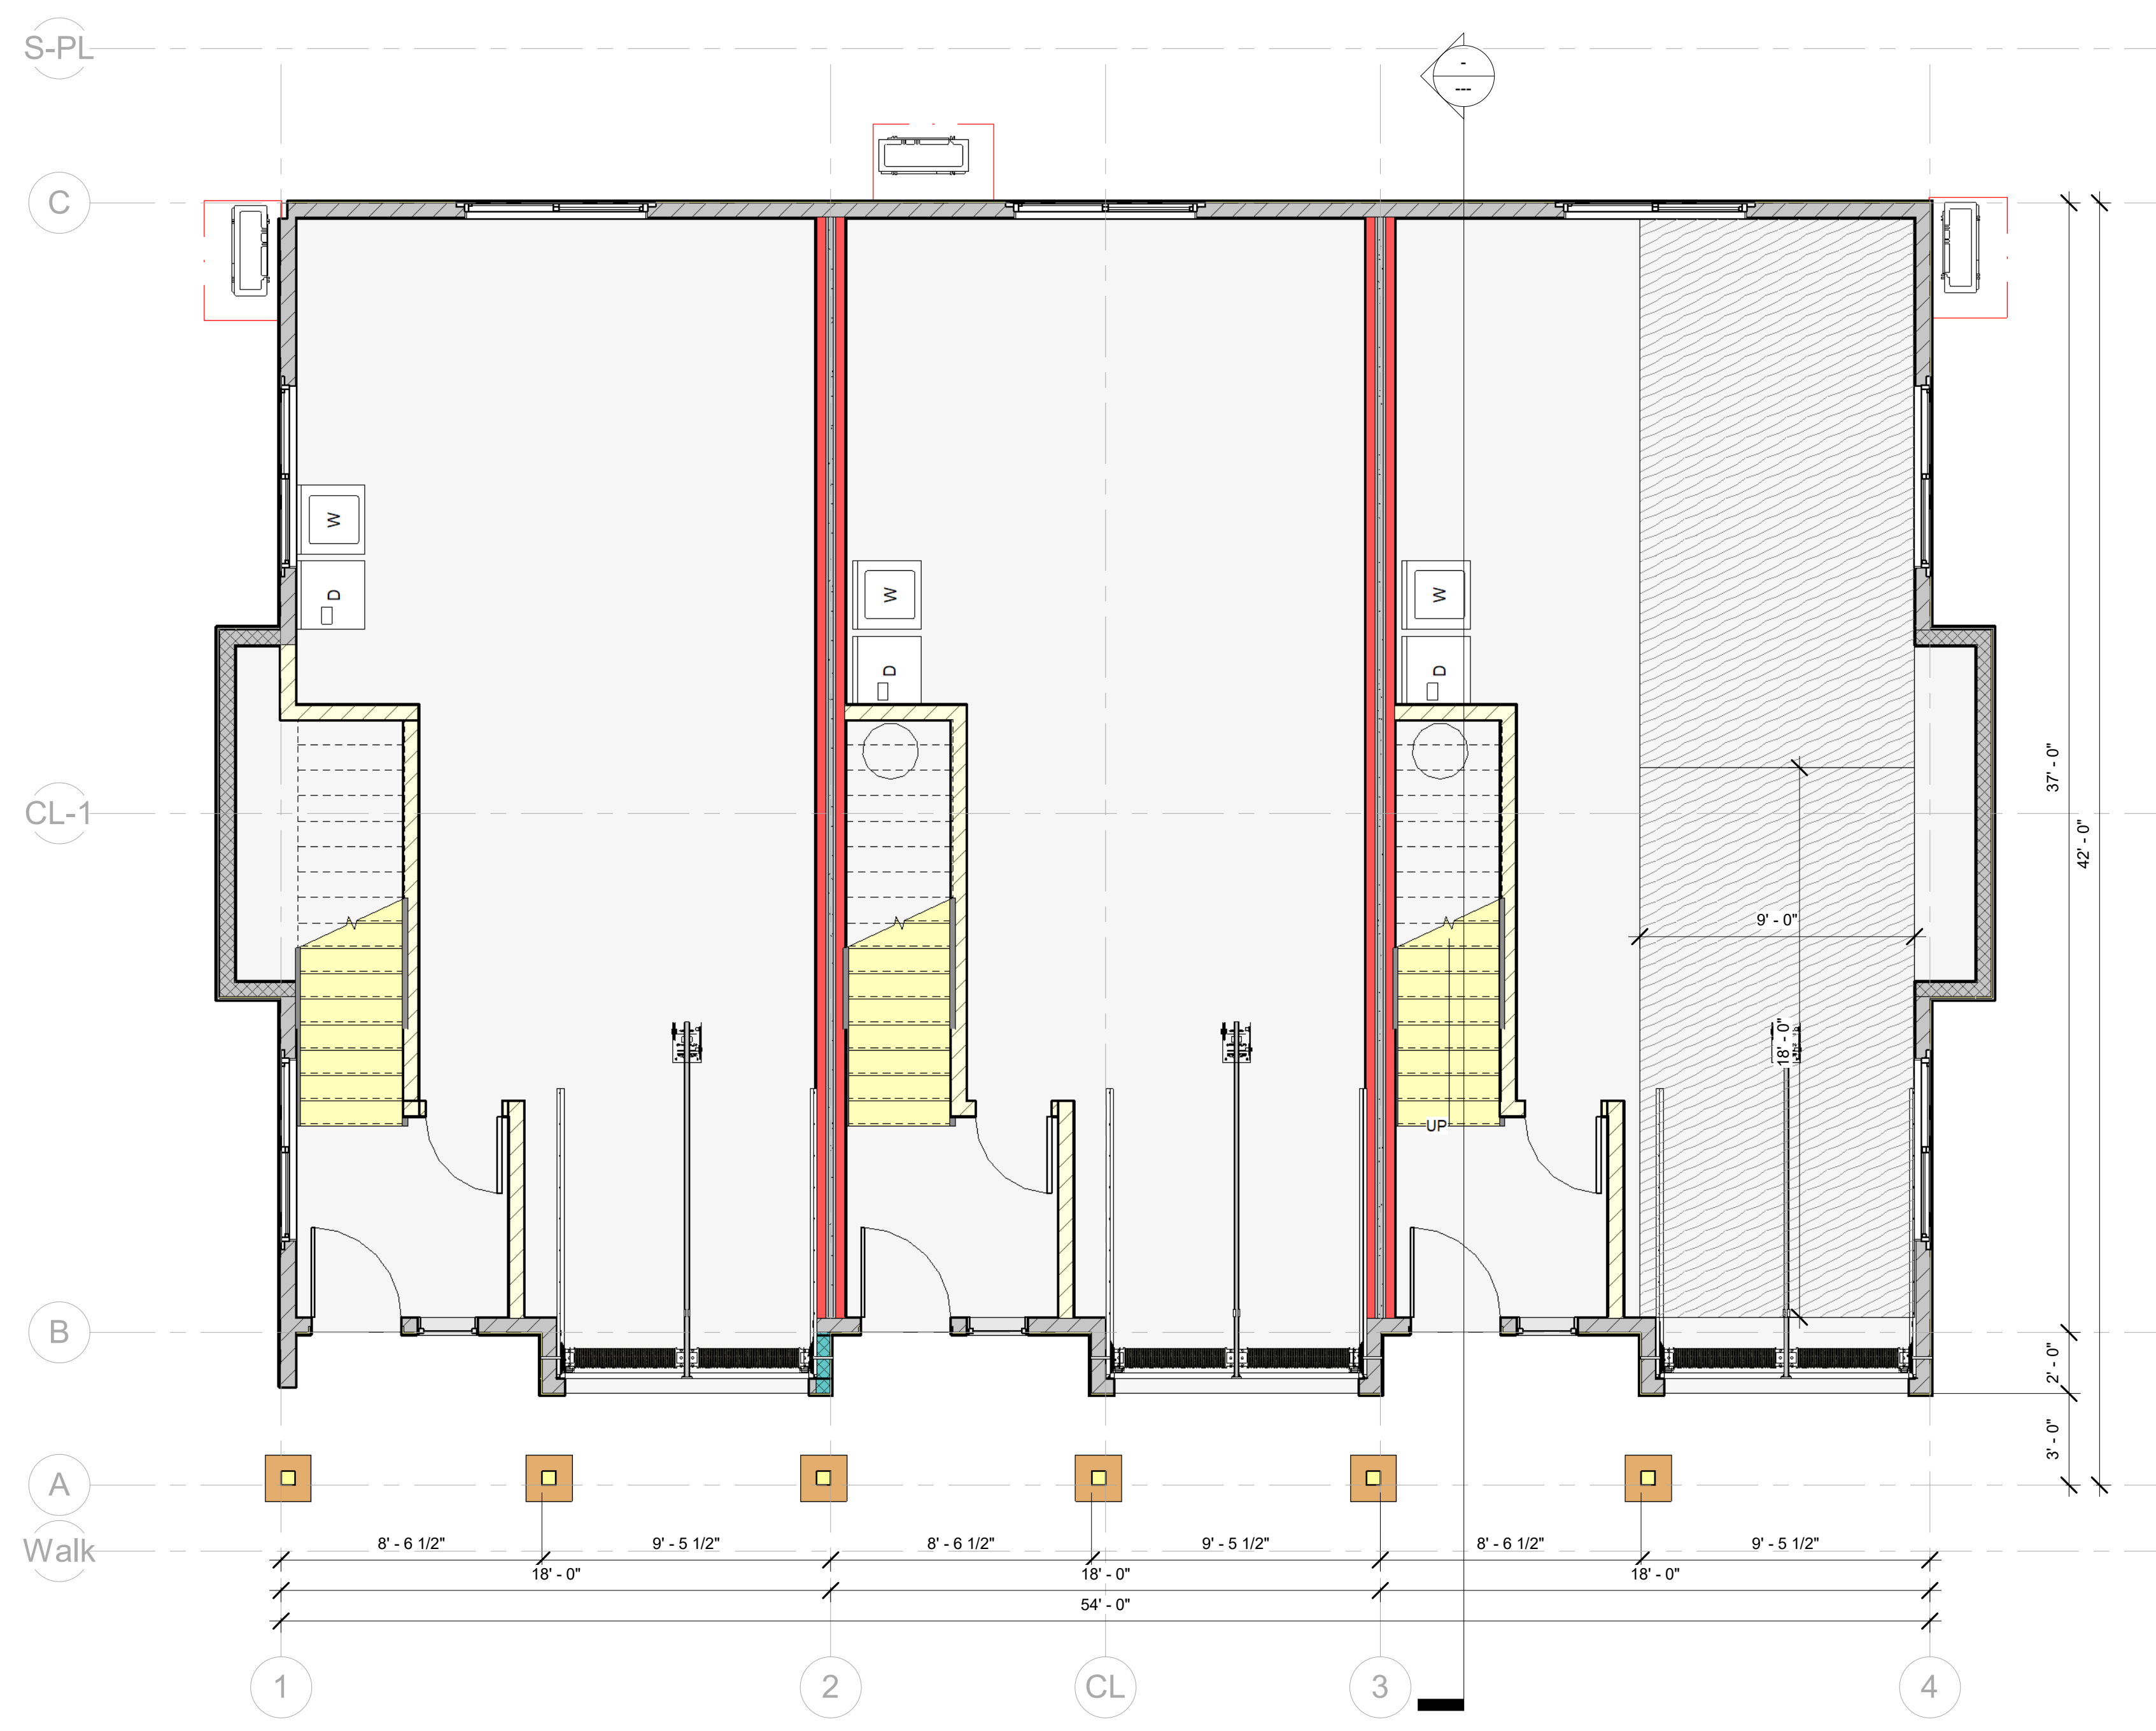 S-PL
-
---
C
W
D
W
D
W
D
CL-1
37' - 0"
42' - 0"
9' - 0"
18' - 0"
UP
B
2' - 0"
3' - 0"
A
Walk
8' - 6 1/2"
9' - 5 1/2"
8' - 6 1/2"
9' - 5 1/2"
8' - 6 1/2"
9' - 5 1/2"
18' - 0"
18' - 0"
18' - 0"
54' - 0"
1
2
CL
3
4